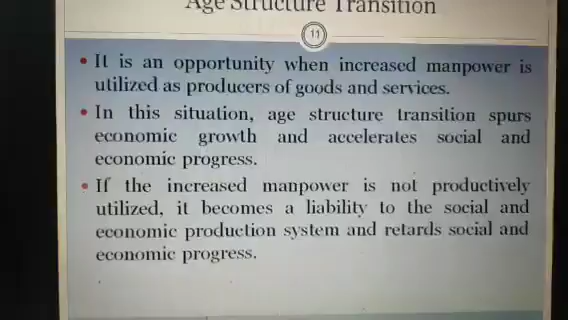 Age Structure Transition
11
• It is an opportunity when increased manpower is
utilized as producers of goods and services.
• In this situation, age structure transition spurs
economic growth and accelerates social and
economic progress.
• If the increased manpower is not productively
utilized, it becomes a liability to the social and
economic production system and retards social and
economic progress.